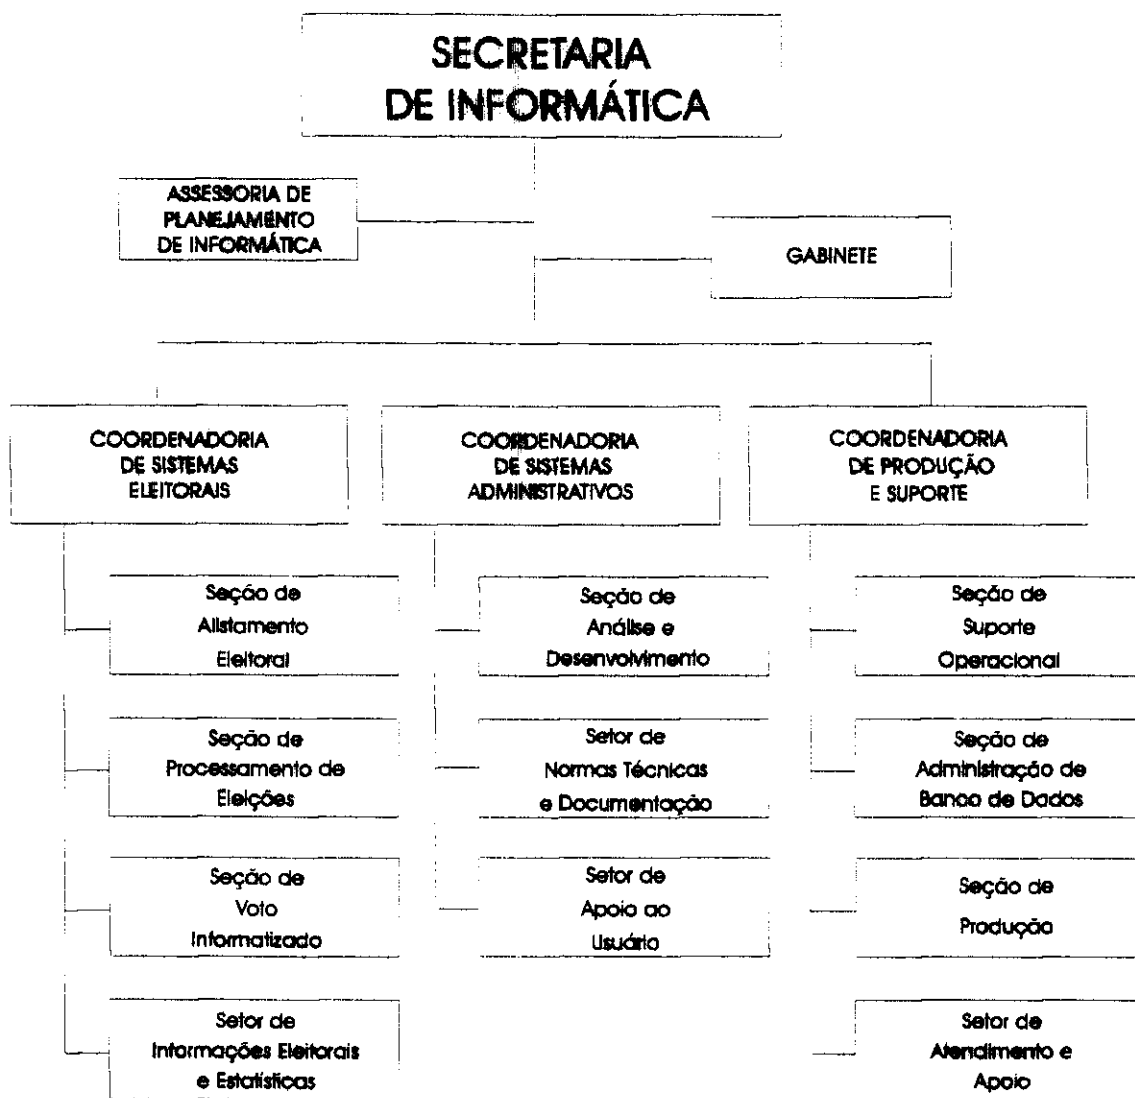 SECRETARIA
DE INFORMÁTICA
ASSESSORIA DE
PLANEJAMENTO
DE INFORMÁTICA
GABINETE
COORDENADORIA
DE SISTEMAS
ELEITORAIS
COORDENADORIA
DE SISTEMAS
ADMINISTRATIVOS
COORDENADORIA
DE PRODUÇÃO
E SUPORTE
Seção de
Alistamento
Eleitoral
Seção de
Processamento de
Eleições
Seção de
Voto
Informatizado
Setor de
Informações Eleitorais
e Estatísticas
Seção de
Análise e
Desenvolvimento
Setor de
Normas Técnicas
e Documentação
Setor de
Apoio ao
Usuário
Seção de
Suporte
Operacional
Seção de
Administração de
Banco de Dados
Seção de
Produção
Setor de
Atendimento e
Apoio